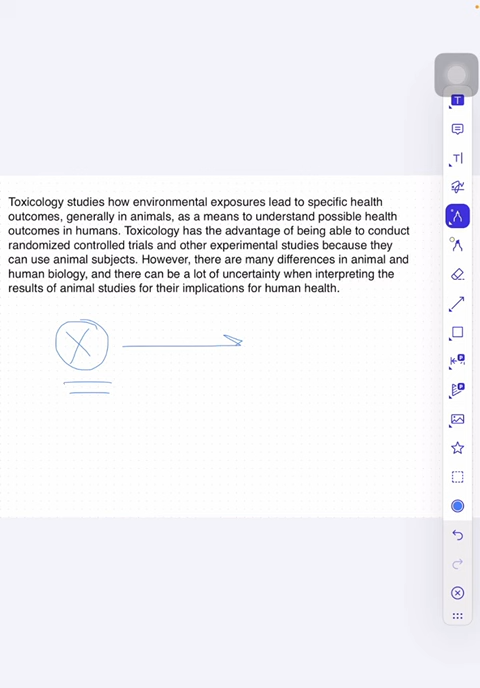 Toxicology studies how environmental exposures lead to specific health
outcomes, generally in animals, as a means to understand possible health
outcomes in humans. Toxicology has the advantage of being able to conduct
randomized controlled trials and other experimental studies because they
can use animal subjects. However, there are many differences in animal and
human biology, and there can be a lot of uncertainty when interpreting the
results of animal studies for their implications for human health.
X